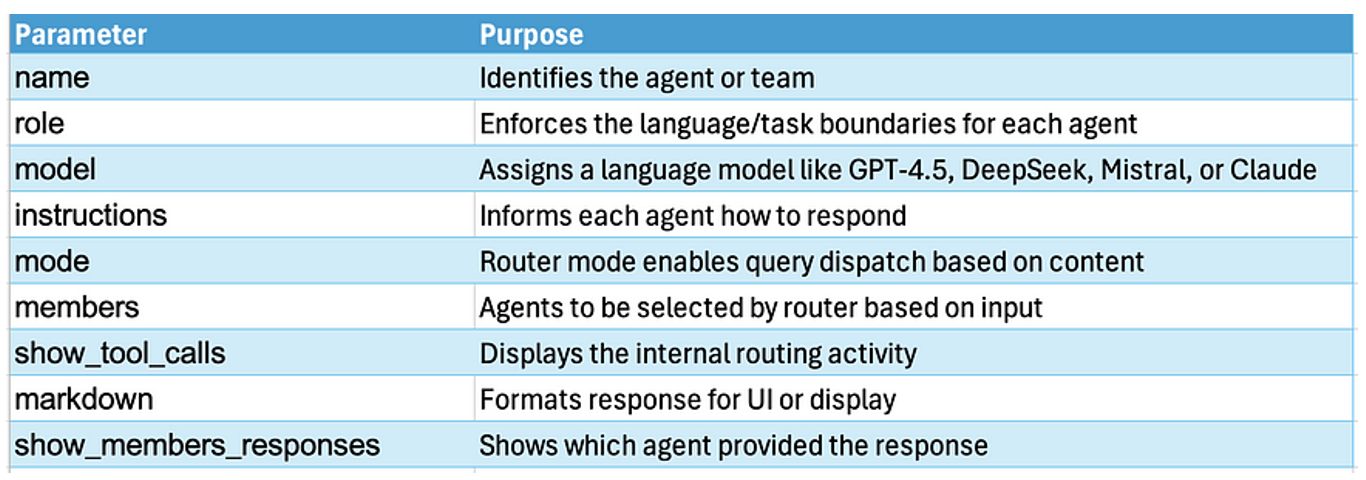 Parameter Purpose
name Identifies the agent or team
role Enforces the language/task boundaries for each agent
model Assigns a language model like GPT-4.5, DeepSeek, Mistral, or Claude
instructions Informs each agent how to respond
mode Router mode enables query dispatch based on content
members Agents to be selected by router based on input
show_tool_calls Displays the internal routing activity
markdown Formats response for UI or display
show_members_responses Shows which agent provided the response